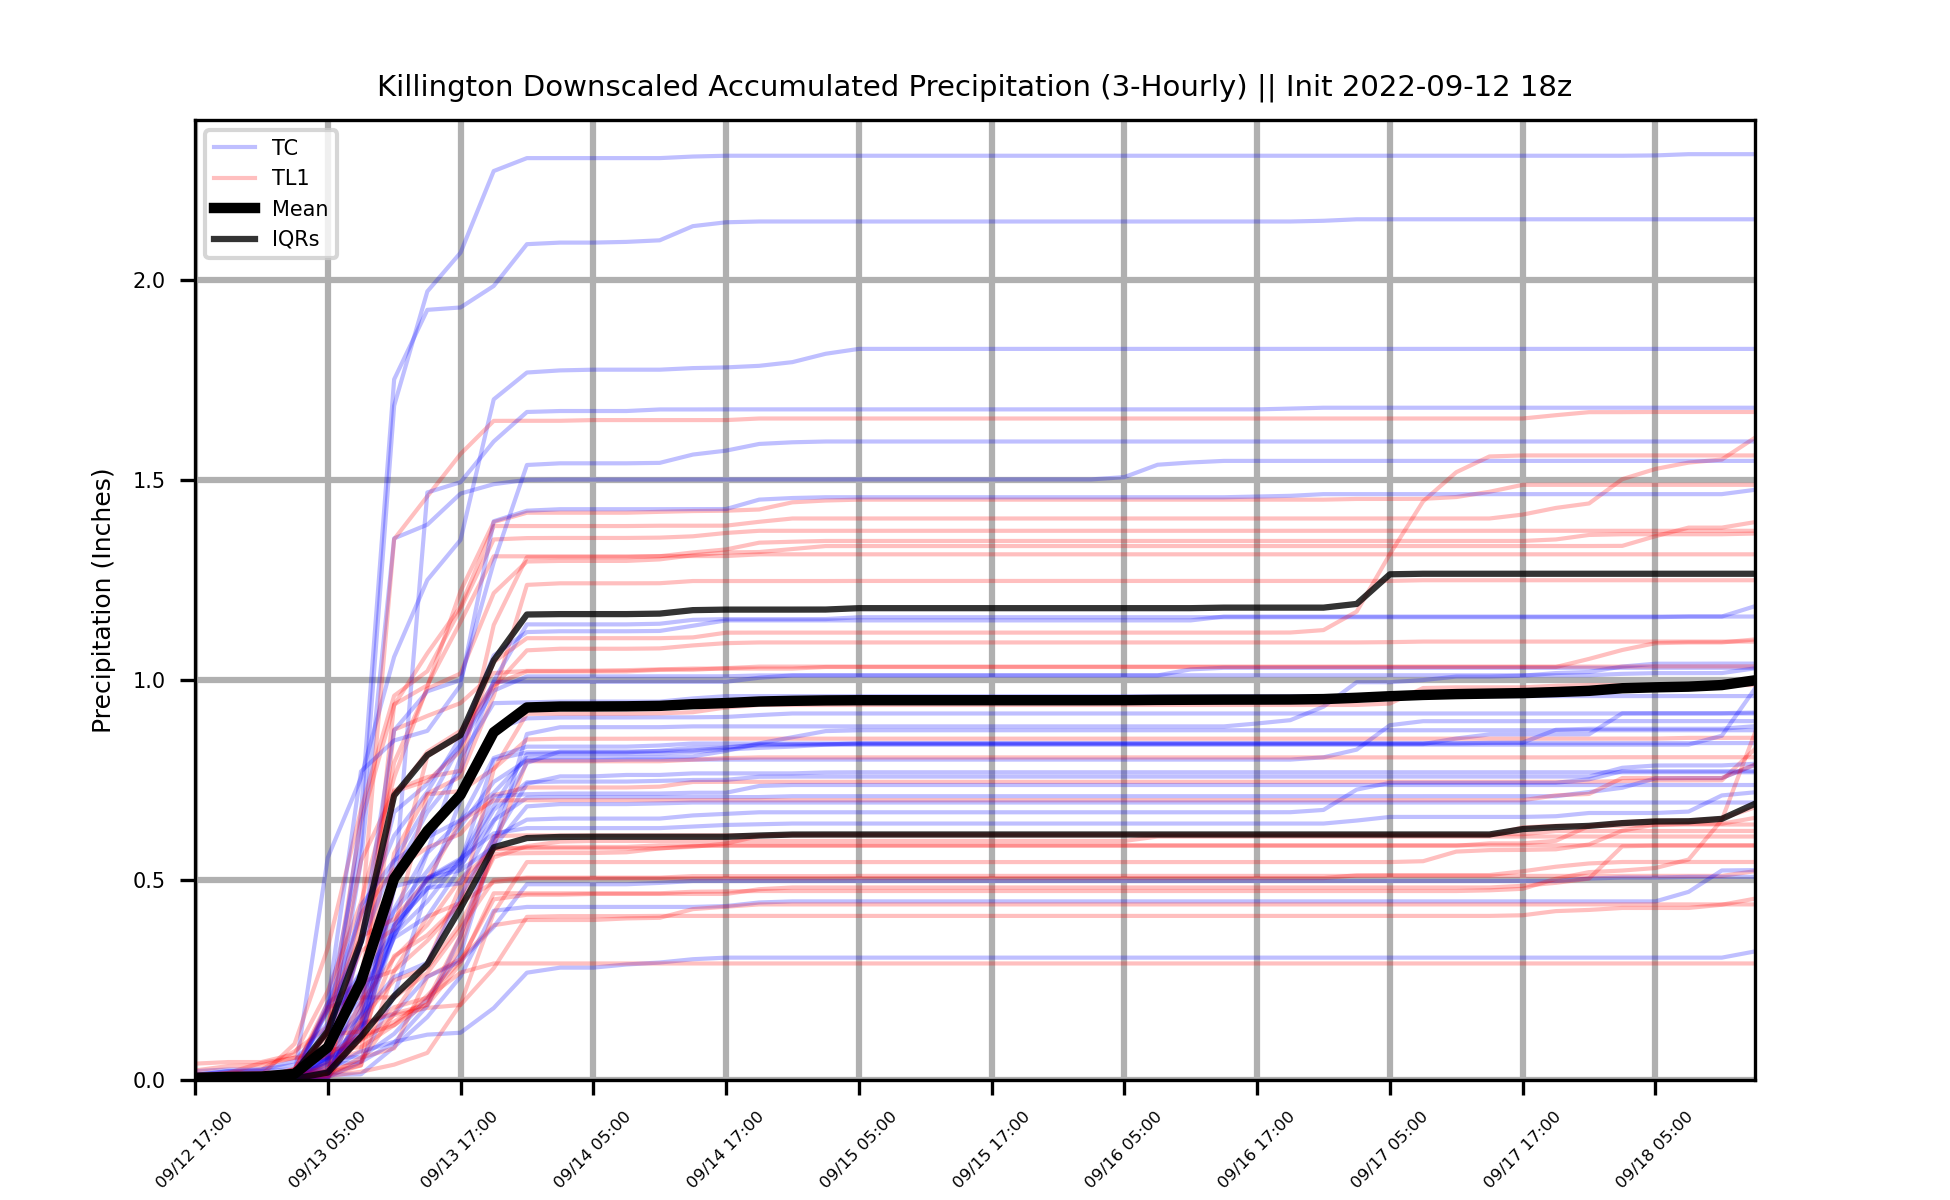 Killington Downscaled Accumulated Precipitation (3-Hourly) || Init 2022-09-12 18z
TC
TL1
Mean
IQRs
Precipitation (Inches)
2.0
1.5
1.0
0.5
0.0
09/12 17:00
09/13 05:00
09/13 17:00
09/14 05:00
09/14 17:00
09/15 05:00
09/15 17:00
09/16 05:00
09/16 17:00
09/17 05:00
09/17 17:00
09/18 05:00